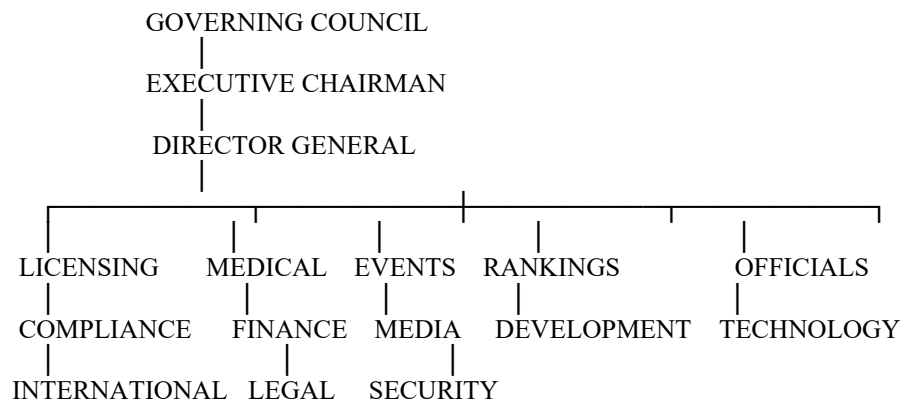 GOVERNING COUNCIL
EXECUTIVE CHAIRMAN
DIRECTOR GENERAL
LICENSING MEDICAL EVENTS RANKINGS OFFICIALS
COMPLIANCE FINANCE MEDIA DEVELOPMENT TECHNOLOGY
INTERNATIONAL LEGAL SECURITY